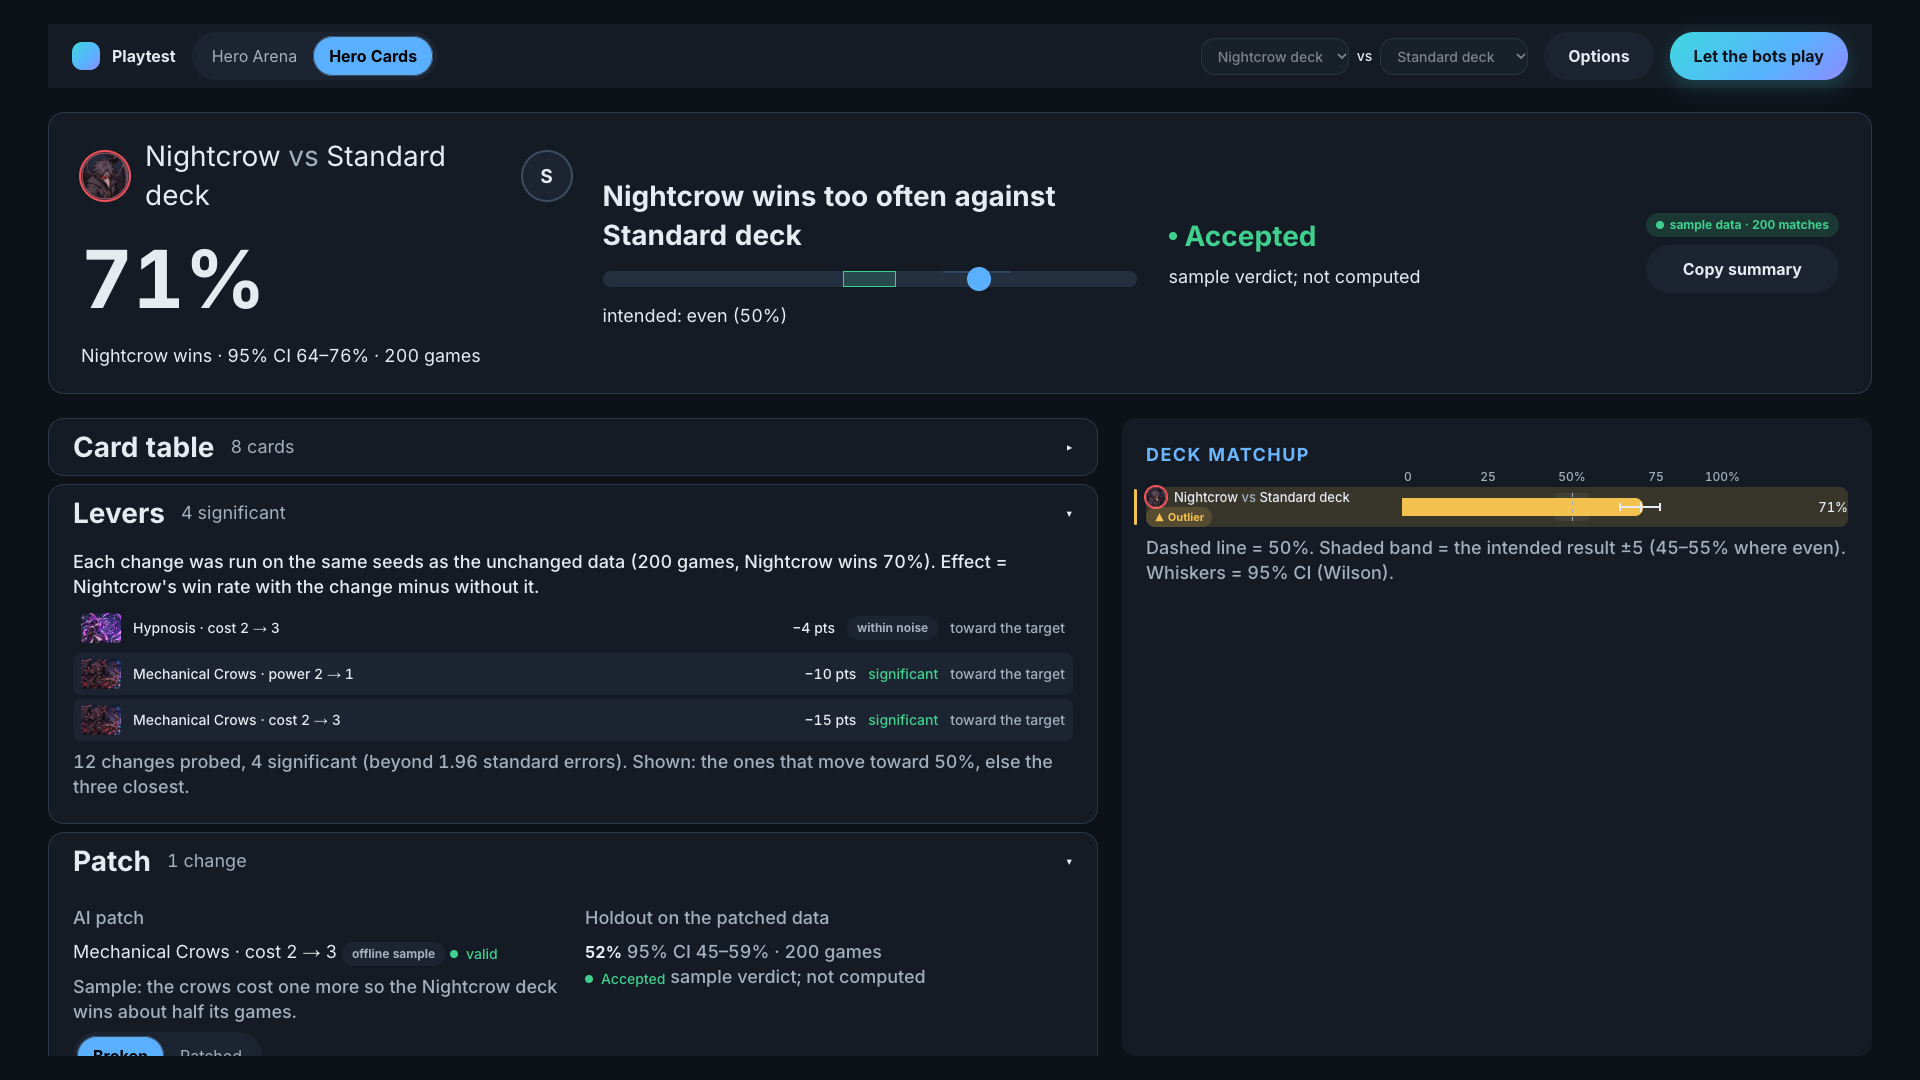 Playtest
Hero Arena
Hero Cards
Nightcrow deck
vs
Standard deck
Options
Let the bots play
Nightcrow vs Standard
deck
S
71%
Nightcrow wins · 95% CI 64–76% · 200 games
Nightcrow wins too often against
Standard deck
intended: even (50%)
• Accepted
sample verdict; not computed
sample data · 200 matches
Copy summary
Card table 8 cards
Levers 4 significant
Each change was run on the same seeds as the unchanged data (200 games, Nightcrow wins 70%). Effect =
Nightcrow's win rate with the change minus without it.
Hypnosis · cost 2 → 3 −4 pts within noise toward the target
Mechanical Crows · power 2 → 1 −10 pts significant toward the target
Mechanical Crows · cost 2 → 3 −15 pts significant toward the target
12 changes probed, 4 significant (beyond 1.96 standard errors). Shown: the ones that move toward 50%, else the
three closest.
Patch 1 change
AI patch
Mechanical Crows · cost 2 → 3 offline sample valid
Sample: the crows cost one more so the Nightcrow deck
wins about half its games.
Broken Patched
Holdout on the patched data
52% 95% CI 45–59% · 200 games
Accepted sample verdict; not computed
DECK MATCHUP
0 25 50% 75 100%
Nightcrow vs Standard deck
▲ Outlier
71%
Dashed line = 50%. Shaded band = the intended result ±5 (45–55% where even).
Whiskers = 95% CI (Wilson).